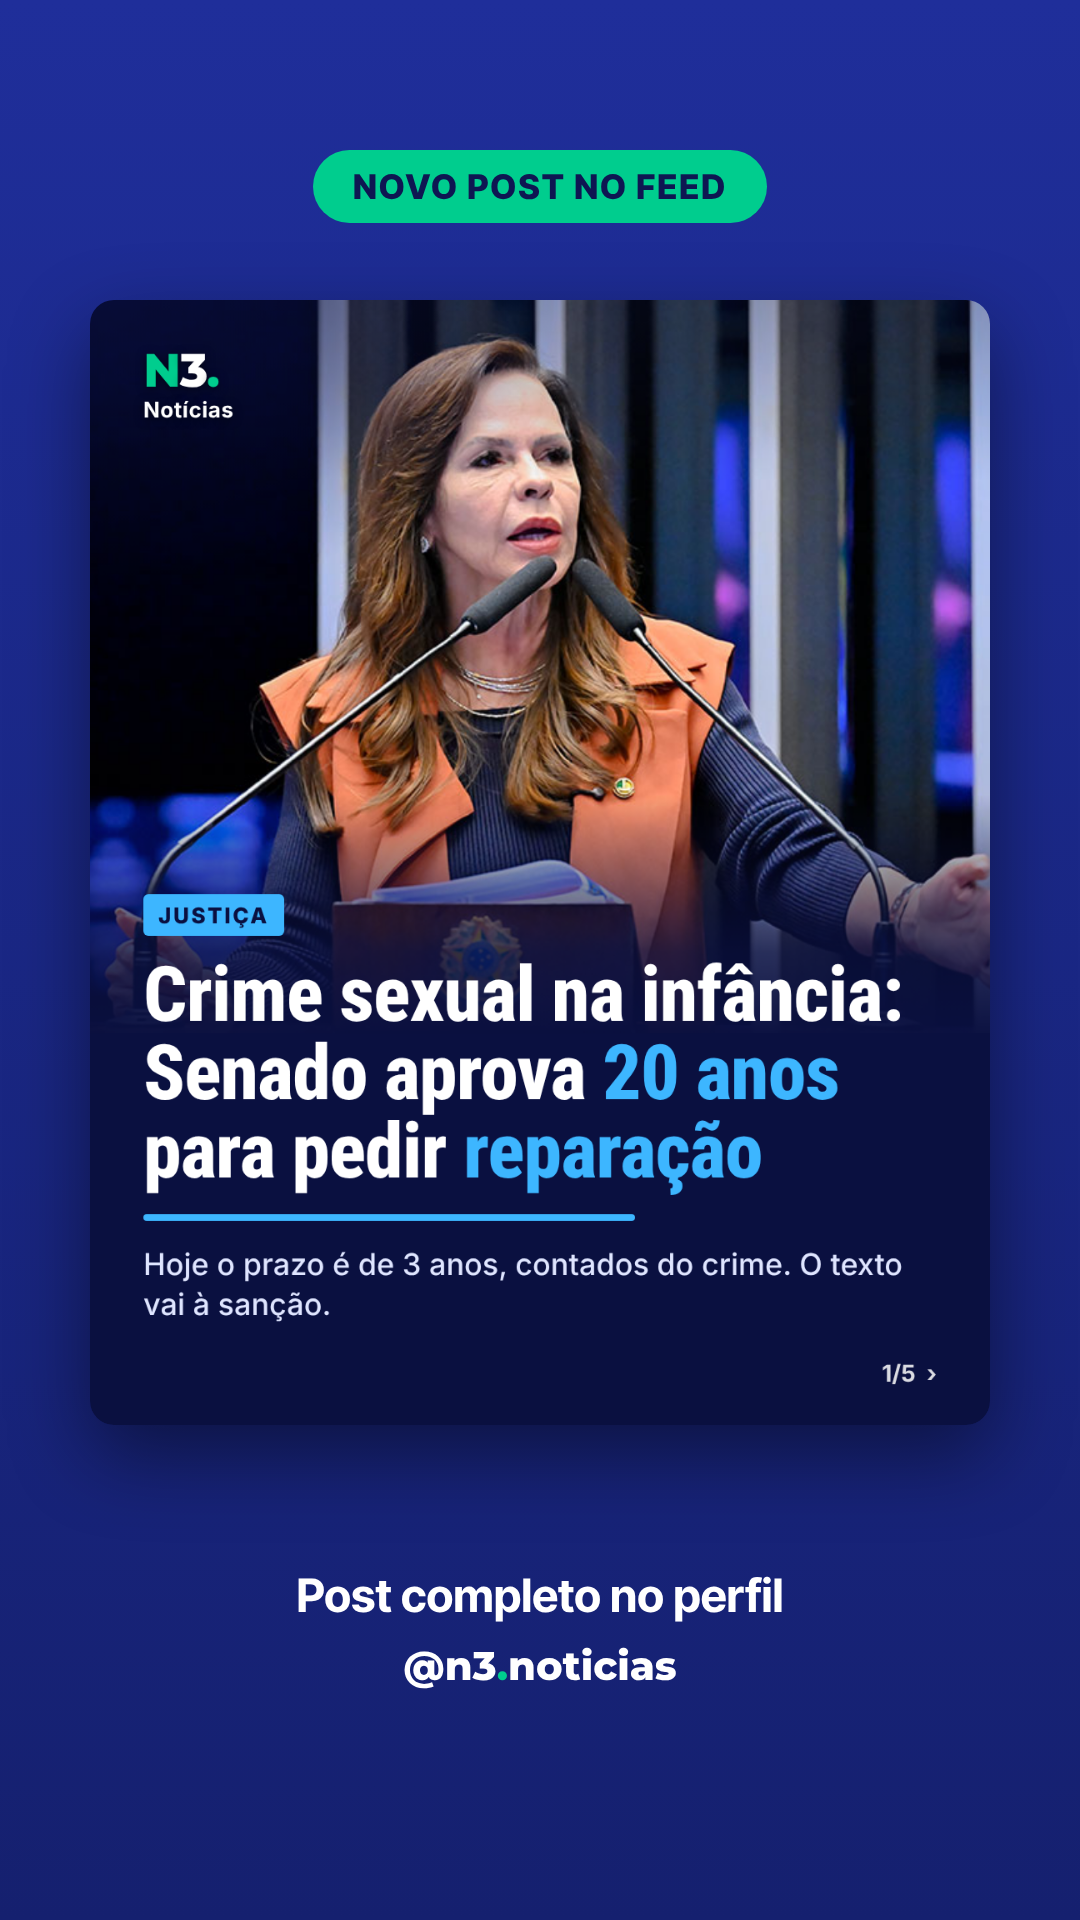 NOVO POST NO FEED
N3.
Notícias
JUSTIÇA
Crime sexual na infância:
Senado aprova 20 anos
para pedir reparação
Hoje o prazo é de 3 anos, contados do crime. O texto
vai à sanção.
1/5 ›
Post completo no perfil
@n3.noticias